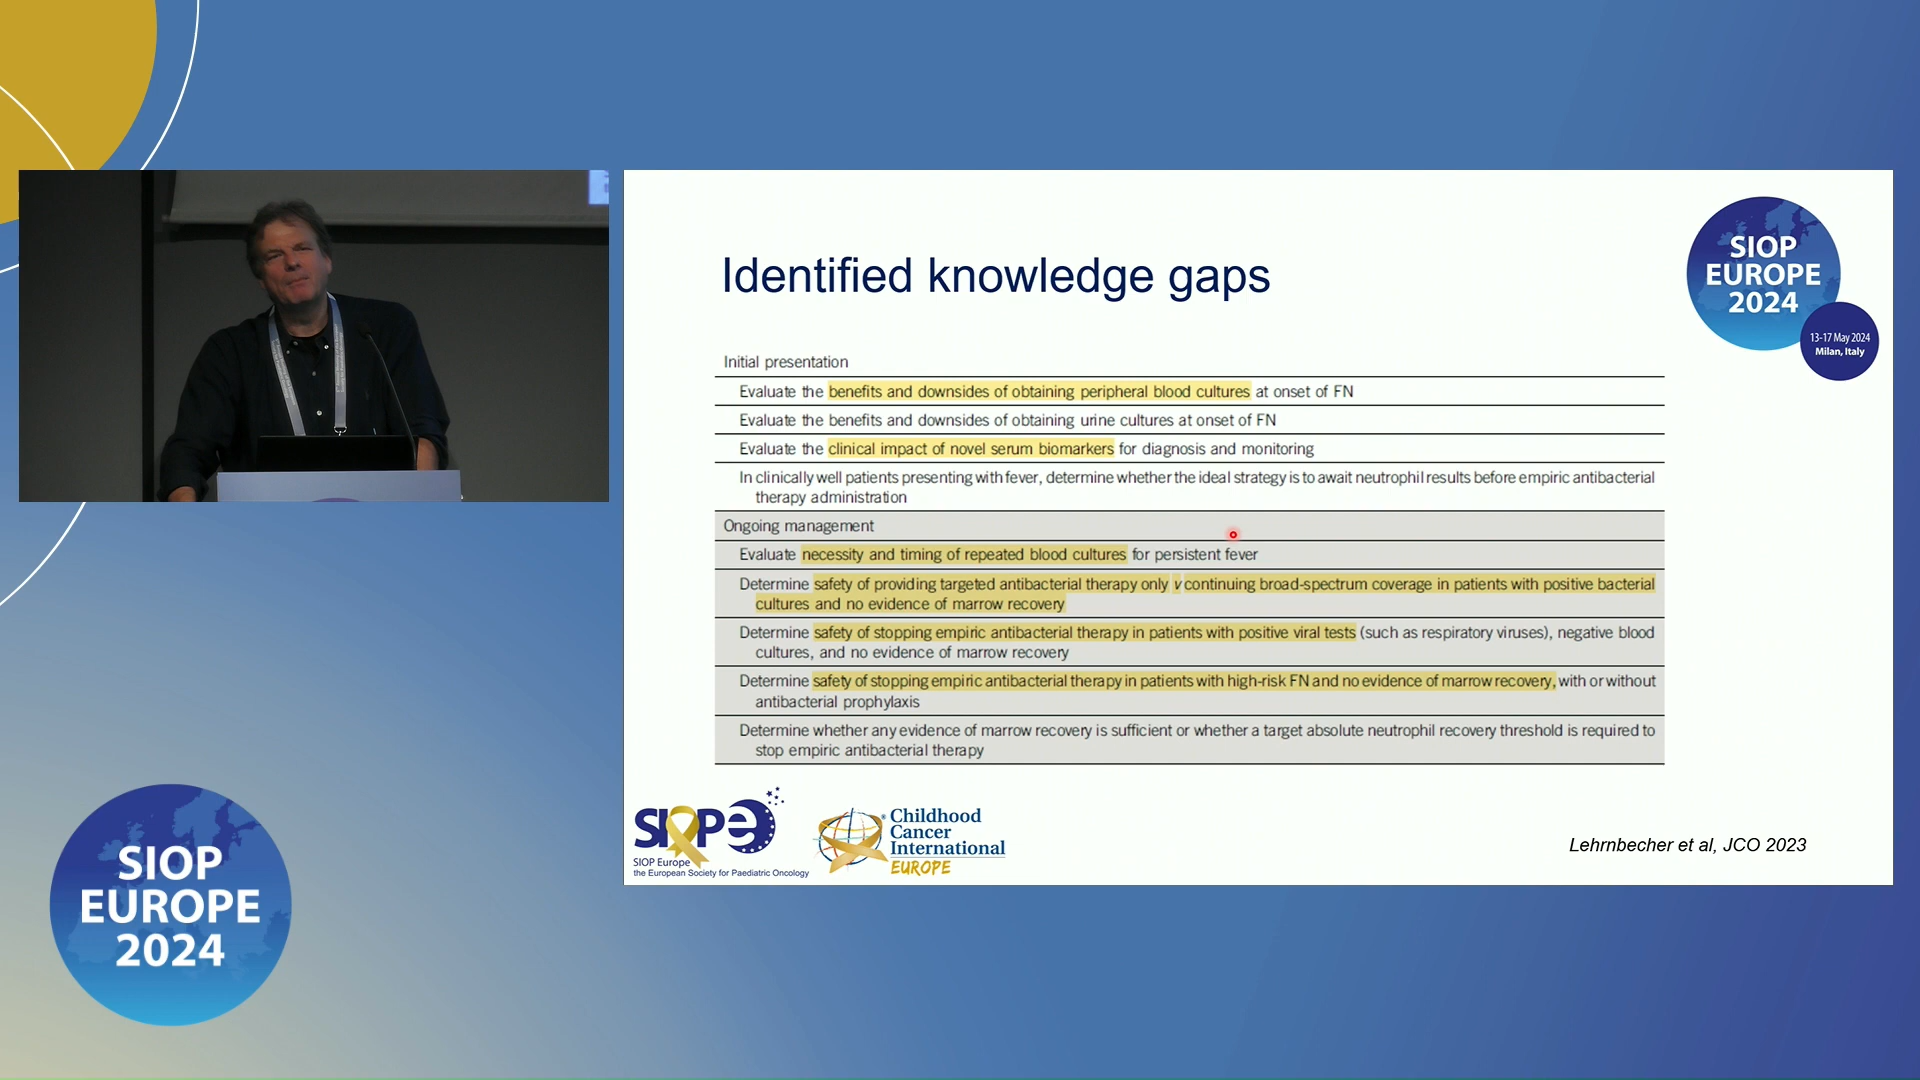 Identified knowledge gaps
SIOP
EUROPE
2024
13-17 May 2024
Milan, Italy
Initial presentation
Evaluate the benefits and downsides of obtaining peripheral blood cultures at onset of FN
Evaluate the benefits and downsides of obtaining urine cultures at onset of FN
Evaluate the clinical impact of novel serum biomarkers for diagnosis and monitoring
In clinically well patients presenting with fever, determine whether the ideal strategy is to await neutrophil results before empiric antibacterial
therapy administration
Ongoing management
Evaluate necessity and timing of repeated blood cultures for persistent fever
Determine safety of providing targeted antibacterial therapy only v continuing broad-spectrum coverage in patients with positive bacterial
cultures and no evidence of marrow recovery
Determine safety of stopping empiric antibacterial therapy in patients with positive viral tests (such as respiratory viruses), negative blood
cultures, and no evidence of marrow recovery
Determine safety of stopping empiric antibacterial therapy in patients with high-risk FN and no evidence of marrow recovery, with or without
antibacterial prophylaxis
Determine whether any evidence of marrow recovery is sufficient or whether a target absolute neutrophil recovery threshold is required to
stop empiric antibacterial therapy
SIOPe
SIOP Europe
the European Society for Paediatric Oncology
Childhood
Cancer
International
EUROPE
Lehrnbecher et al, JCO 2023
SIOP
EUROPE
2024